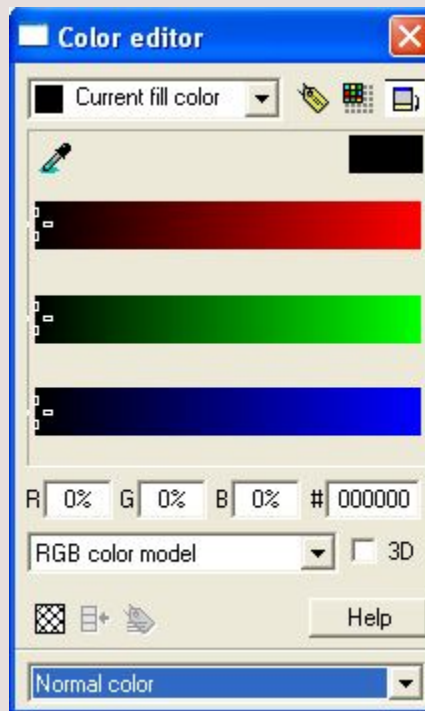 Color editor
Current fill color
R 0% G 0% B 0% # 000000
RGB color model 3D
Help
Normal color